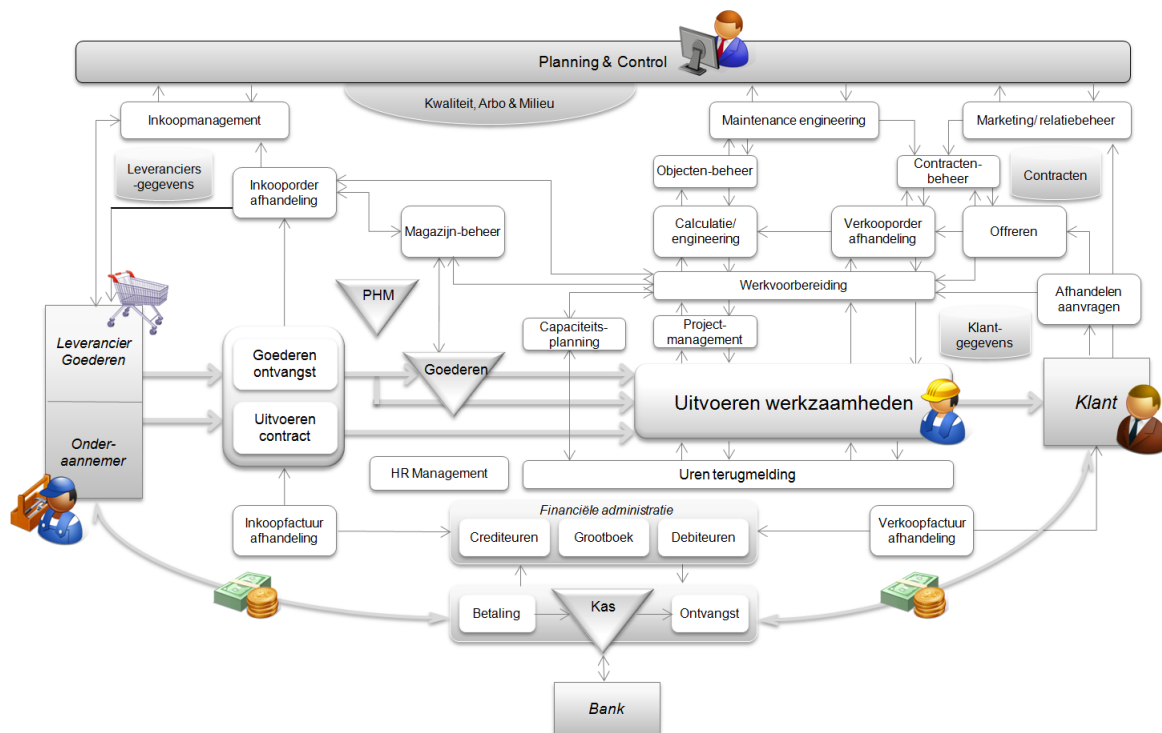 Planning & Control
Kwaliteit, Arbo & Milieu
Inkoopmanagement
Maintenance engineering
Marketing/ relatiebeheer
Leveranciers
-gegevens
Inkooporder
afhandeling
Objecten-beheer
Contracten-
beheer
Contracten
Magazijn-beheer
Calculatie/
engineering
Verkooporder
afhandeling
Offreren
PHM
Werkvoorbereiding
Afhandelen
aanvragen
Leverancier
Goederen
Capaciteits-
planning
Project-
management
Klant-
gegevens
Goederen
ontvangst
Goederen
Uitvoeren
contract
Uitvoeren werkzaamheden
Klant
Onder-
aannemer
HR Management
Uren terugmelding
Inkoopfactuur
afhandeling
Financiële administratie
Crediteuren
Grootboek
Debiteuren
Verkoopfactuur
afhandeling
Betaling
Kas
Ontvangst
Bank